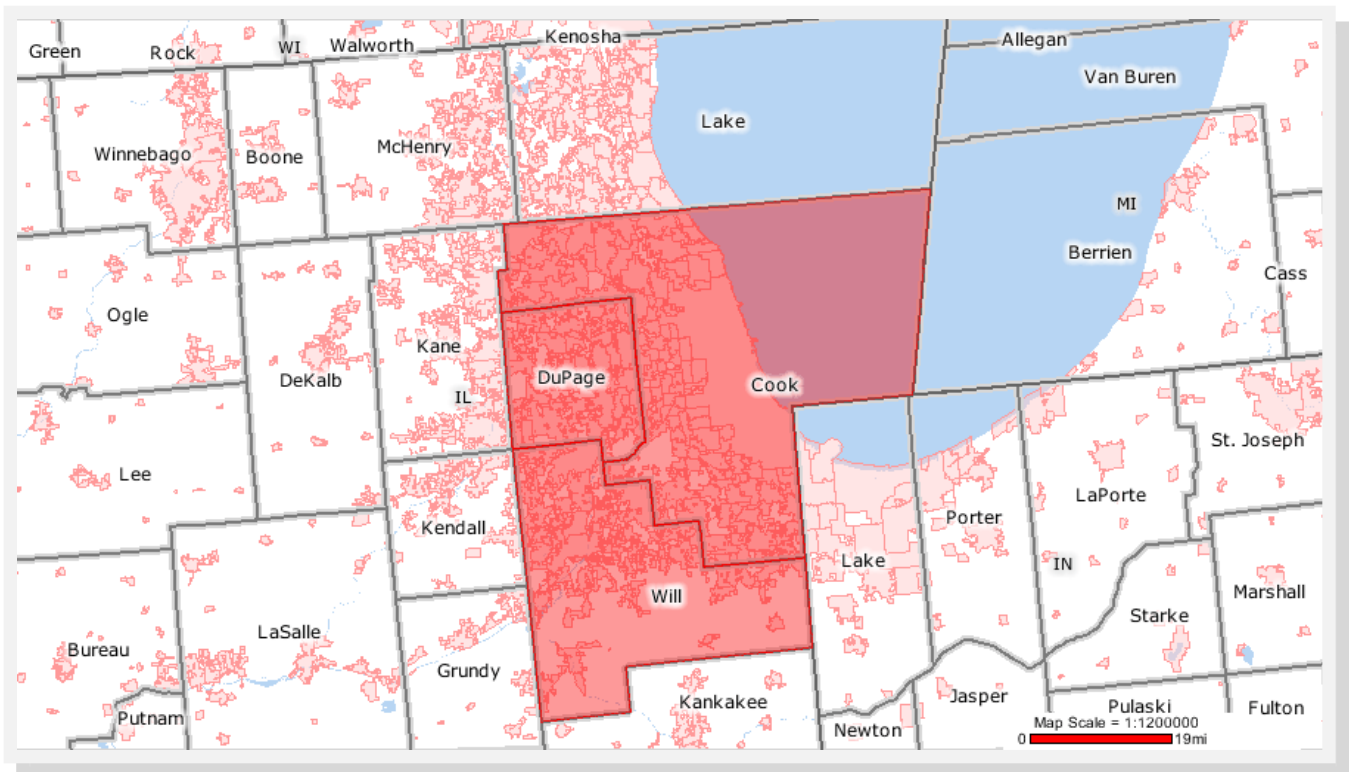 Green
Rock
WI
Walworth
Kenosha
Allegan
Van Buren
Lake
Winnebago
Boone
McHenry
MI
Berrien
Cass
Ogle
Kane
DeKalb
IL
DuPage
Cook
St. Joseph
Lee
LaPorte
Kendall
Porter
Lake
IN
Will
Marshall
Starke
LaSalle
Bureau
Grundy
Kankakee
Jasper
Putnam
Pulaski
Fulton
Newton
Map Scale = 1:1200000
0 19mi